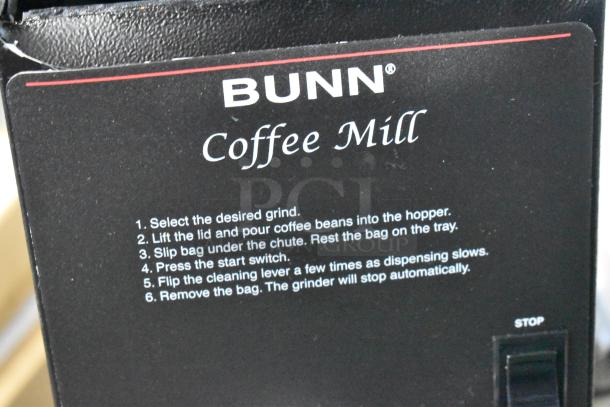 BUNN®
Coffee Mill
1. Select the desired grind.
2. Lift the lid and pour coffee beans into the hopper.
3. Slip bag under the chute. Rest the bag on the tray.
4. Press the start switch.
5. Flip the cleaning lever a few times as dispensing slows.
6. Remove the bag. The grinder will stop automatically.
STOP
PCI
GROUP